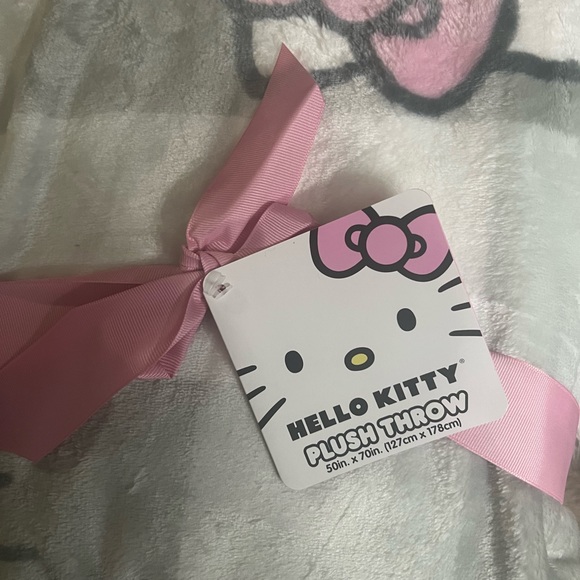 HELLO KITTY®
PLUSH THROW
50in. x 70in. (127cm x 178cm)